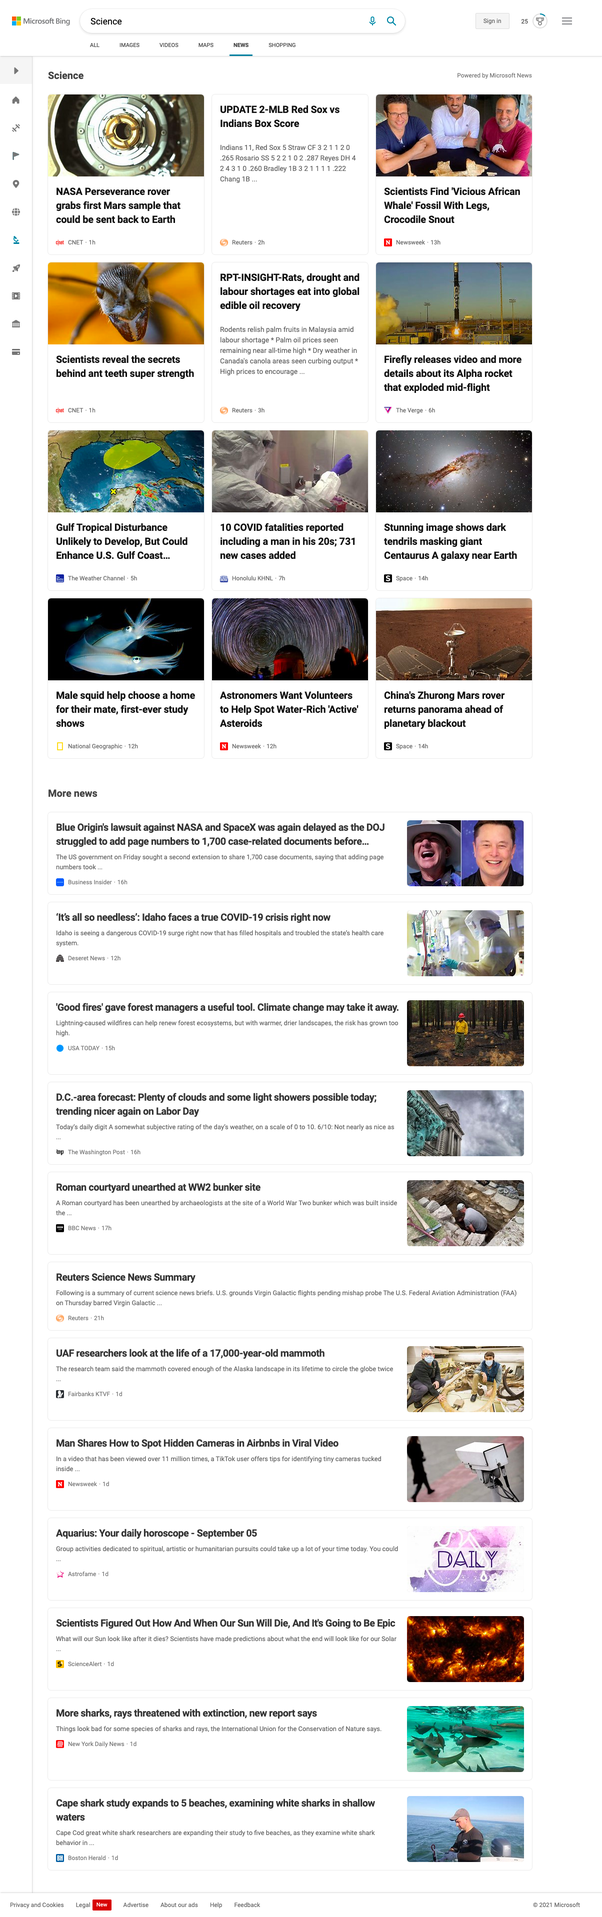 Microsoft Bing
Science
Sign in
25
ALL IMAGES VIDEOS MAPS NEWS SHOPPING
Science
Powered by Microsoft News
NASA Perseverance rover
grabs first Mars sample that
could be sent back to Earth
CNET · 1h
UPDATE 2-MLB Red Sox vs
Indians Box Score
Indians 11, Red Sox 5 Straw CF 3 2 1 1 2 0
.265 Rosario SS 5 2 2 1 0 2 .287 Reyes DH 4
2 4 3 1 0 .260 Bradley 1B 3 2 1 1 1 1 .222
Chang 1B ...
Reuters · 2h
Scientists Find 'Vicious African
Whale' Fossil With Legs,
Crocodile Snout
Newsweek · 13h
Scientists reveal the secrets
behind ant teeth super strength
CNET · 1h
RPT-INSIGHT-Rats, drought and
labour shortages eat into global
edible oil recovery
Rodents relish palm fruits in Malaysia amid
labour shortage * Palm oil prices seen
remaining near all-time high * Dry weather in
Canada's canola areas seen curbing output *
High prices to encourage ...
Reuters · 3h
Firefly releases video and more
details about its Alpha rocket
that exploded mid-flight
The Verge · 6h
Gulf Tropical Disturbance
Unlikely to Develop, But Could
Enhance U.S. Gulf Coast...
The Weather Channel · 5h
10 COVID fatalities reported
including a man in his 20s; 731
new cases added
Honolulu KHNL · 7h
Stunning image shows dark
tendrils masking giant
Centaurus A galaxy near Earth
Space · 14h
Male squid help choose a home
for their mate, first-ever study
shows
National Geographic · 12h
Astronomers Want Volunteers
to Help Spot Water-Rich 'Active'
Asteroids
Newsweek · 12h
China's Zhurong Mars rover
returns panorama ahead of
planetary blackout
Space · 14h
More news
Blue Origin's lawsuit against NASA and SpaceX was again delayed as the DOJ
struggled to add page numbers to 1,700 case-related documents before...
The US government on Friday sought a second extension to share 1,700 case documents, saying that adding page
numbers took ...
Business Insider · 16h
'It's all so needless': Idaho faces a true COVID-19 crisis right now
Idaho is seeing a dangerous COVID-19 surge right now that has filled hospitals and troubled the state's health care
system.
Deseret News · 12h
'Good fires' gave forest managers a useful tool. Climate change may take it away.
Lightning-caused wildfires can help renew forest ecosystems, but with warmer, drier landscapes, the risk has grown too
high.
USA TODAY · 15h
D.C.-area forecast: Plenty of clouds and some light showers possible today;
trending nicer again on Labor Day
Today's daily digit A somewhat subjective rating of the day's weather, on a scale of 0 to 10. 6/10: Not nearly as nice as
...
The Washington Post · 16h
Roman courtyard unearthed at WW2 bunker site
A Roman courtyard has been unearthed by archaeologists at the site of a World War Two bunker which was built inside
the ...
BBC News · 17h
Reuters Science News Summary
Following is a summary of current science news briefs. U.S. grounds Virgin Galactic flights pending mishap probe The U.S. Federal Aviation Administration (FAA)
on Thursday barred Virgin Galactic ...
Reuters · 21h
UAF researchers look at the life of a 17,000-year-old mammoth
The research team said the mammoth covered enough of the Alaska landscape in its lifetime to circle the globe twice
...
Fairbanks KTVF · 1d
Man Shares How to Spot Hidden Cameras in Airbnbs in Viral Video
In a video that has been viewed over 11 million times, a TikTok user offers tips for identifying tiny cameras tucked
inside ...
Newsweek · 1d
Aquarius: Your daily horoscope - September 05
Group activities dedicated to spiritual, artistic or humanitarian pursuits could take up a lot of your time today. You could
...
Astrofame · 1d
DAILY
Scientists Figured Out How And When Our Sun Will Die, And It's Going to Be Epic
What will our Sun look like after it dies? Scientists have made predictions about what the end will look like for our Solar
...
ScienceAlert · 1d
More sharks, rays threatened with extinction, new report says
Things look bad for some species of sharks and rays, the International Union for the Conservation of Nature says.
New York Daily News · 1d
Cape shark study expands to 5 beaches, examining white sharks in shallow
waters
Cape Cod great white shark researchers are expanding their study to five beaches, as they examine white shark
behavior in ...
Boston Herald · 1d
Privacy and Cookies Legal New Advertise About our ads Help Feedback © 2021 Microsoft